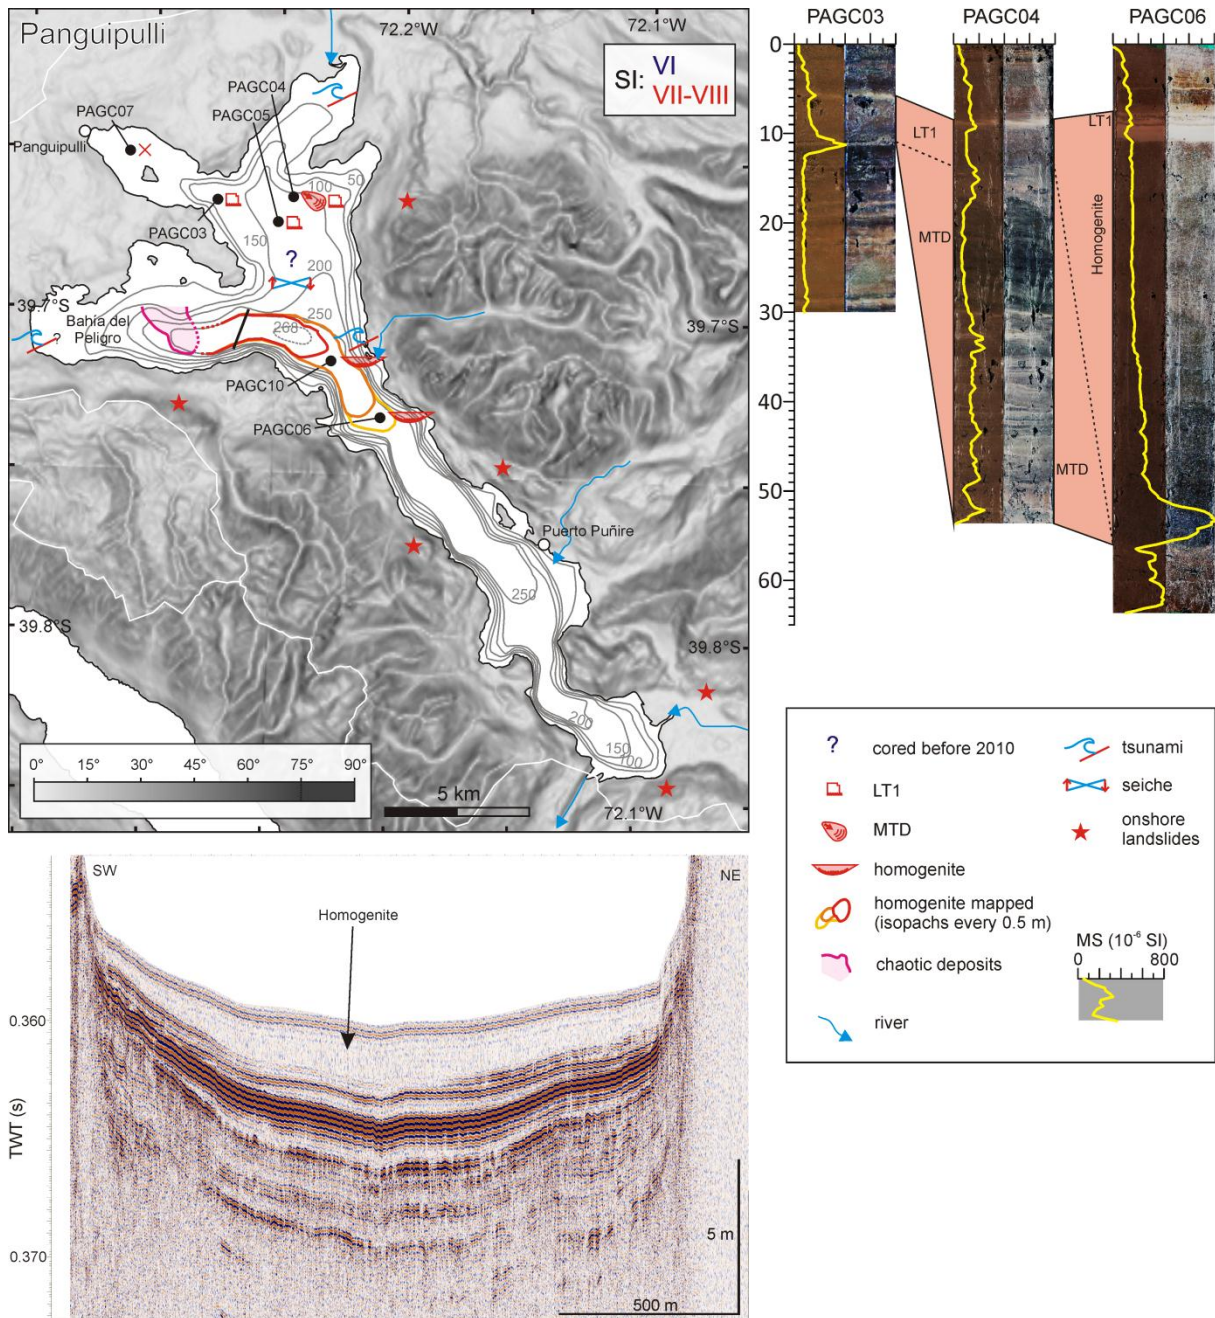 Panguipulli
72.2°W
72.1°W
SI: VI
VII-VIII
PAGC04
PAGC05
PAGC07
Panguipulli
PAGC03
50
100
150
200
250
268
?
39.7°S
39.7°S
Bahía del
Peligro
?
PAGC10
PAGC06
Puerto Puñire
250
39.8°S
39.8°S
200
150
100
0° 15° 30° 45° 60° 75° 90°
5 km
72.1°W
PAGC03 PAGC04 PAGC06
0
10
20
30
40
50
60
LT1
MTD
LT1
Homogenite
MTD
? cored before 2010
LT1
MTD
homogenite
homogenite mapped
(isopachs every 0.5 m)
chaotic deposits
river
tsunami
seiche
onshore
landslides
MS (10⁻⁶ SI)
0 800
SW
NE
Homogenite
0.360
TWT (s)
0.370
5 m
500 m